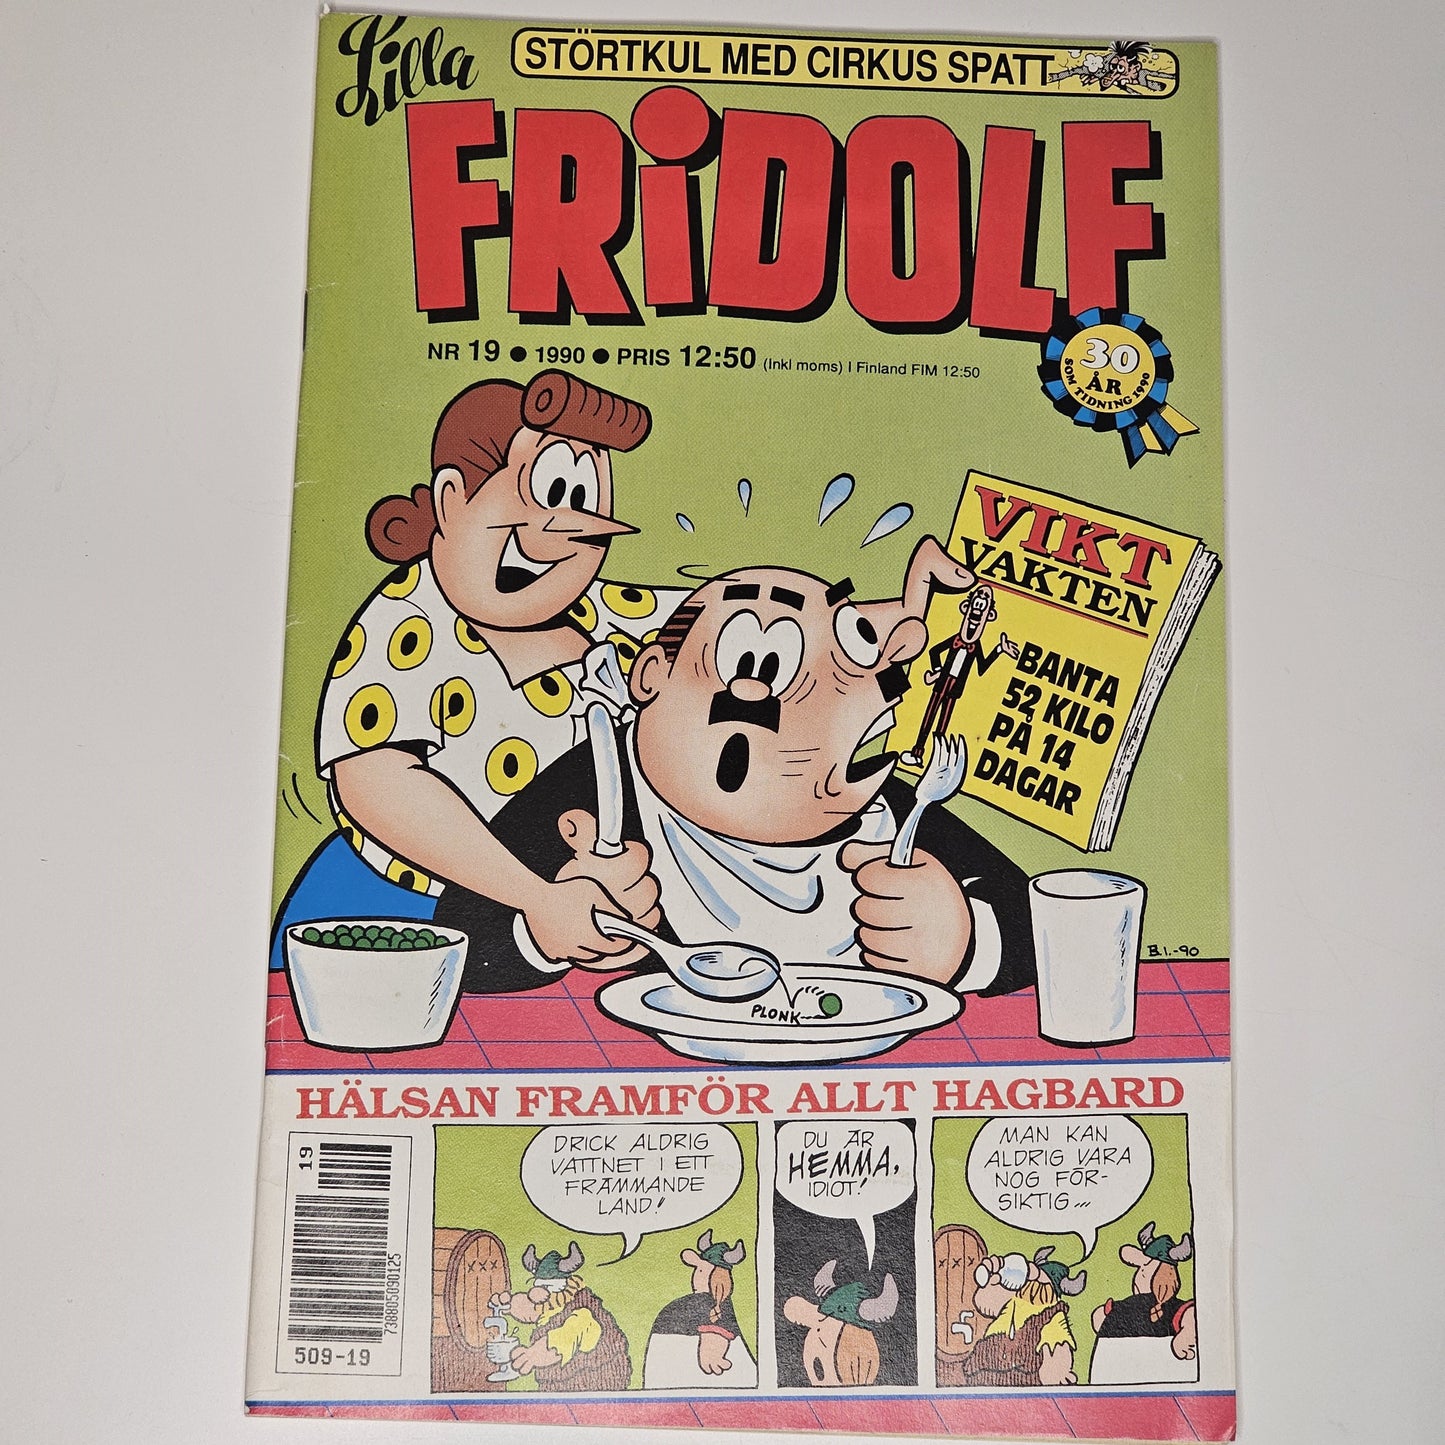 Lilla
STÖRTKUL MED CIRKUS SPATT
FRiDOLF
NR 19 ● 1990 ● PRIS 12:50 (Inkl moms) I Finland FIM 12:50
30
ÅR
SOM TIDNING 1990
VIKT
VAKTEN
BANTA
52 KILO
PÅ 14
DAGAR
B.I.-90
PLONK
HÄLSAN FRAMFÖR ALLT HAGBARD
19
738805090125
509-19
DRICK ALDRIG
VATTNET I ETT
FRÄMMANDE
LAND!
XXX
DU ÄR
HEMMA,
IDIOT!
MAN KAN
ALDRIG VARA
NOG FÖR-
SIKTIG...
XXX